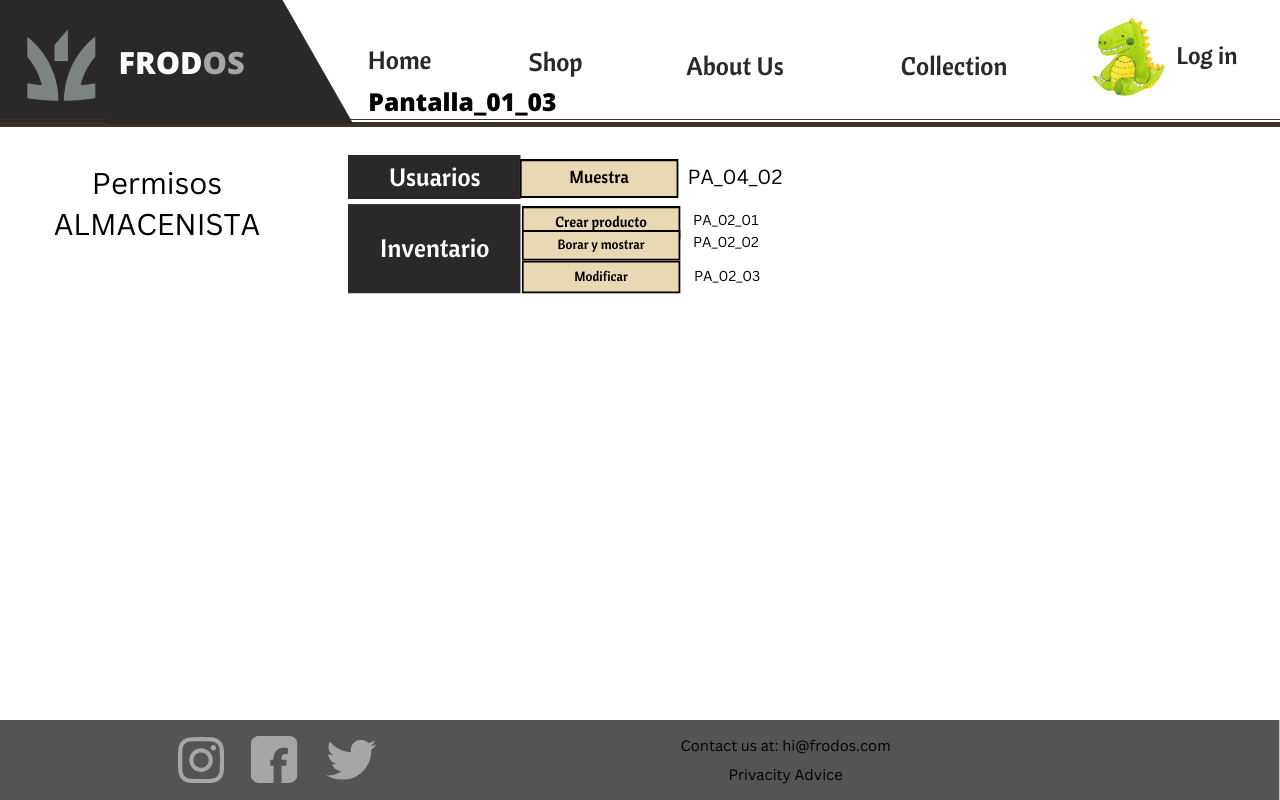 FRODOS
Home
Shop
About Us
Collection
Log in
Pantalla_01_03
Permisos
ALMACENISTA
Usuarios
Muestra
PA_04_02
Inventario
Crear producto
PA_02_01
Borar y mostrar
PA_02_02
Modificar
PA_02_03
Contact us at: hi@frodos.com
Privacity Advice